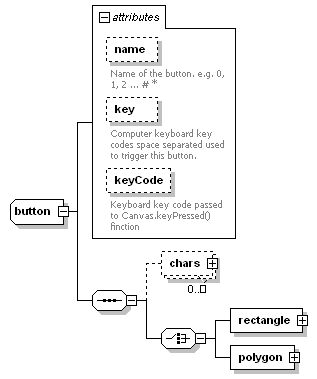 attributes
name
Name of the button. e.g. 0,
1, 2 ... # *
key
Computer keyboard key
codes space separated used
to trigger this button.
keyCode
Keyboard key code passed
to Canvas.keyPressed()
finction
button
chars
rectangle
polygon